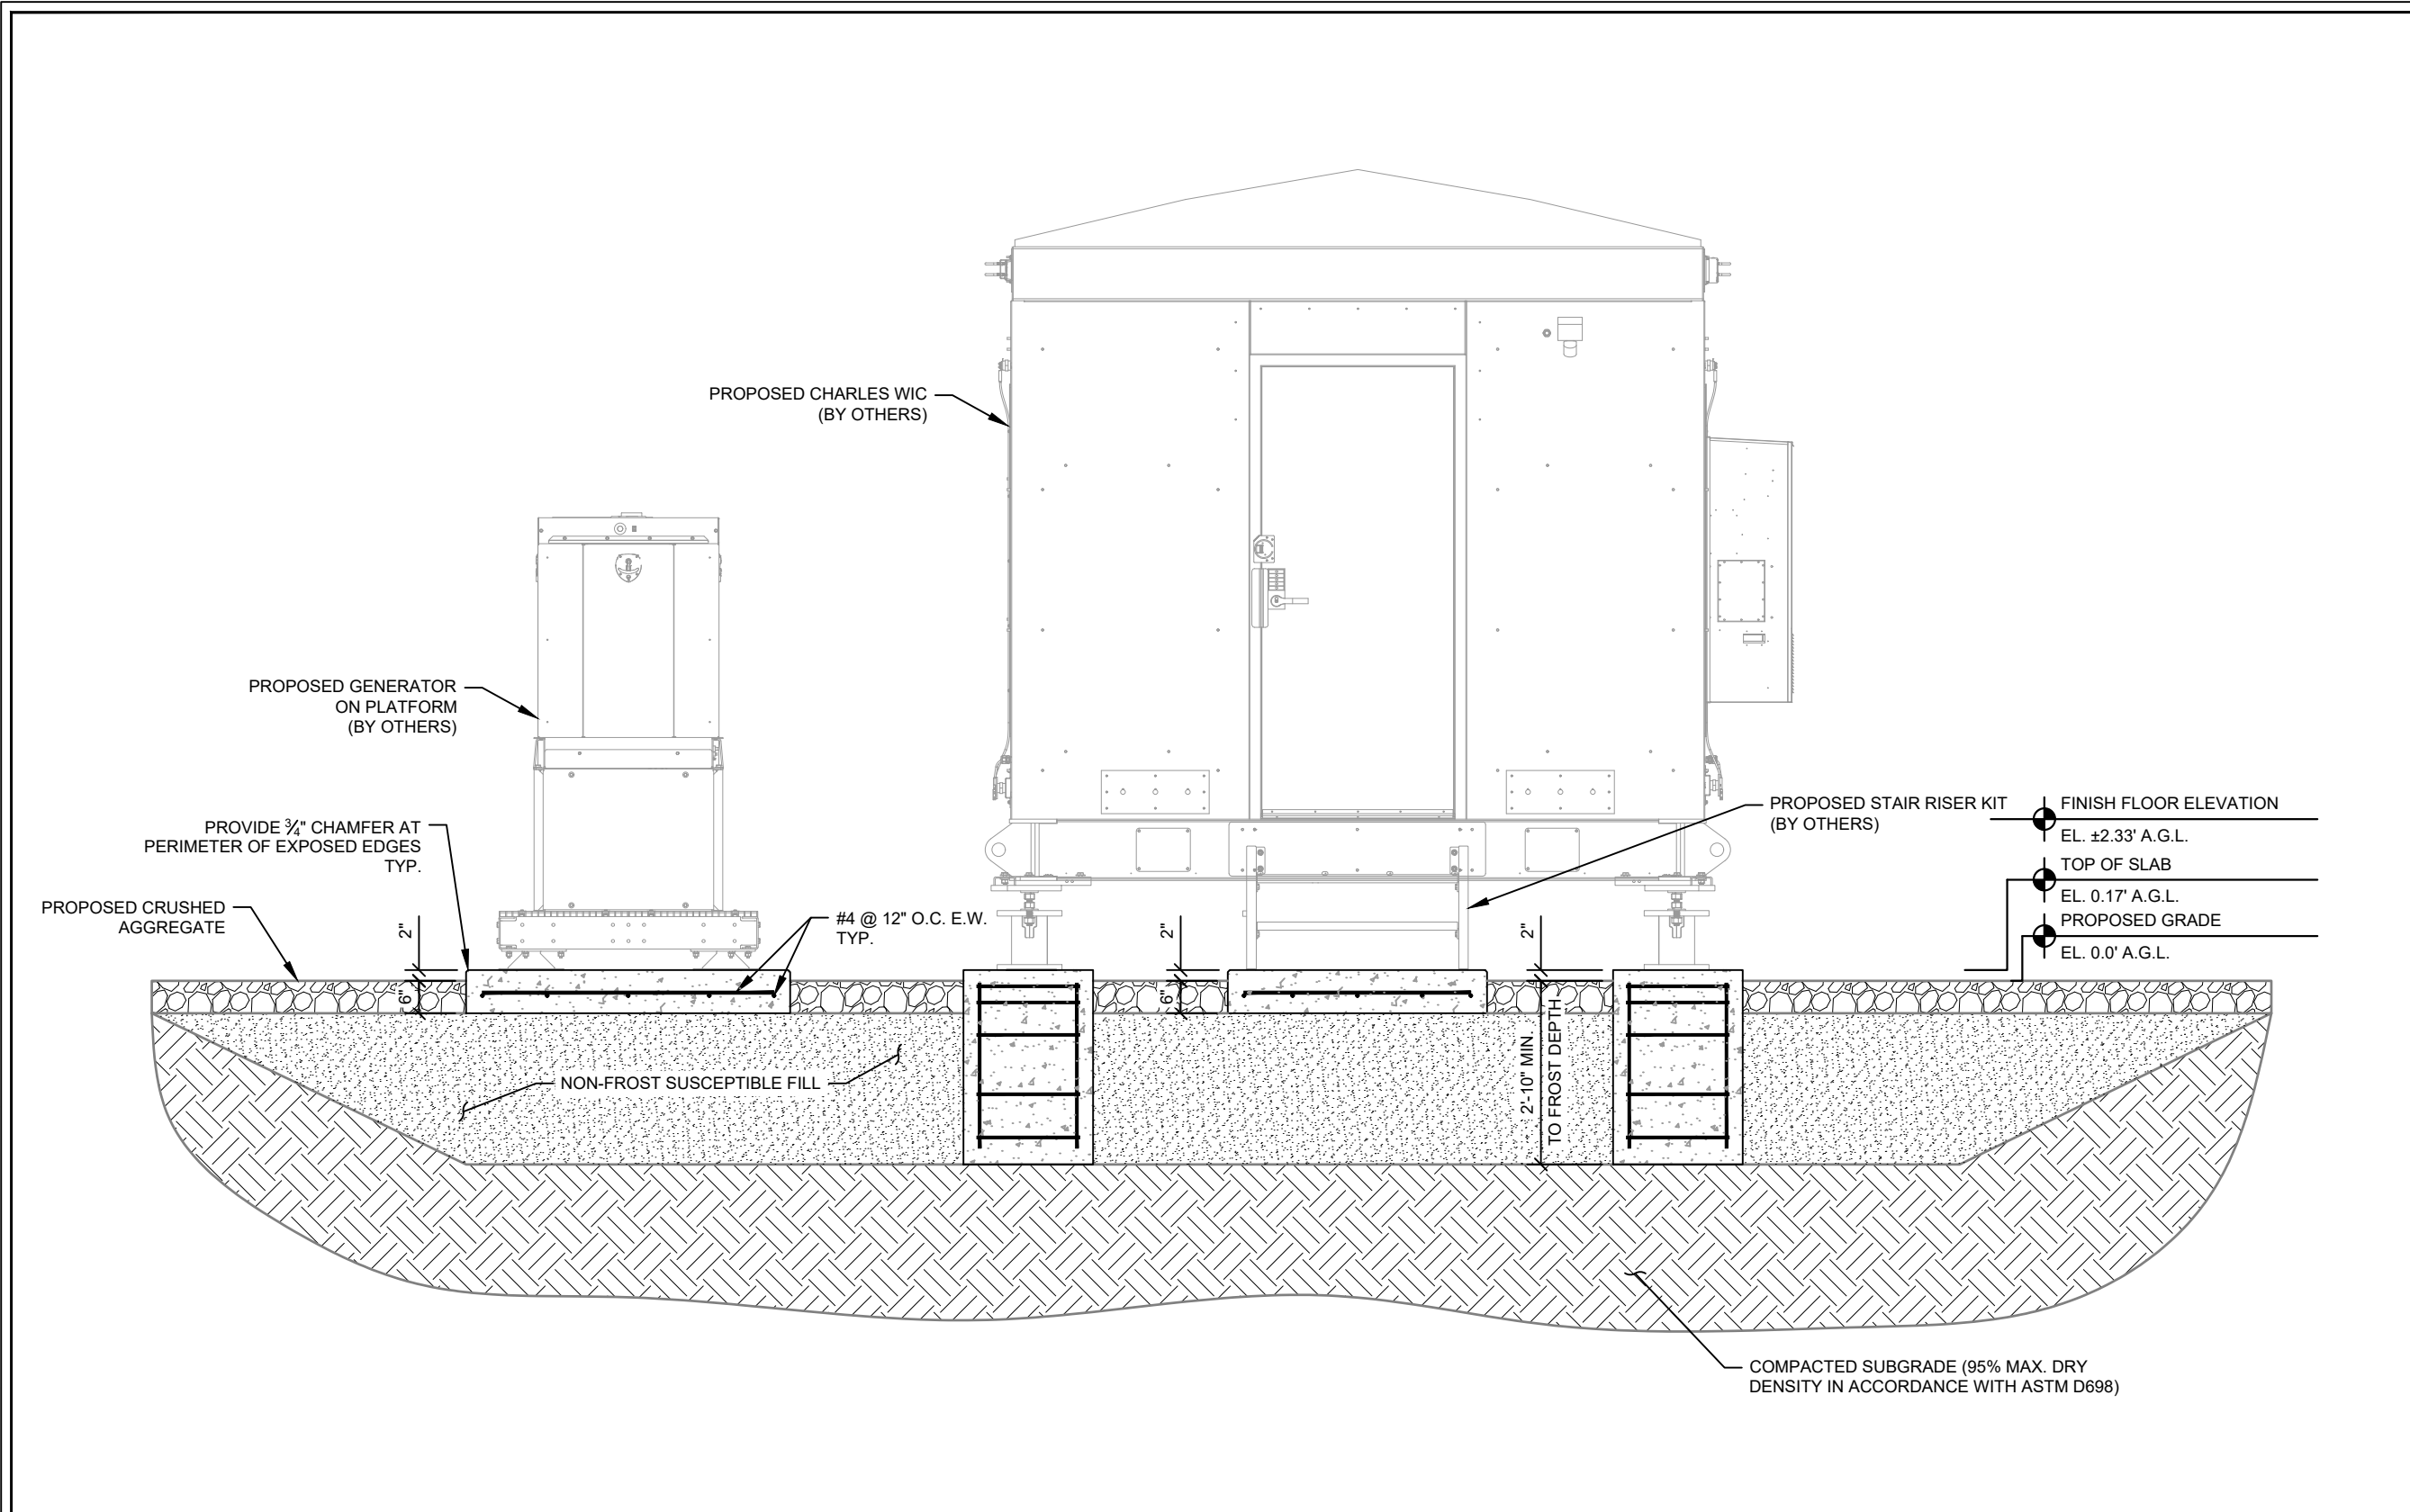 PROPOSED CHARLES WIC
(BY OTHERS)
PROPOSED GENERATOR
ON PLATFORM
(BY OTHERS)
PROVIDE ¾" CHAMFER AT
PERIMETER OF EXPOSED EDGES
TYP.
PROPOSED CRUSHED
AGGREGATE
2"
6"
#4 @ 12" O.C. E.W.
TYP.
2"
6"
2"
2'-10" MIN.
TO FROST DEPTH
PROPOSED STAIR RISER KIT
(BY OTHERS)
FINISH FLOOR ELEVATION
EL. ±2.33' A.G.L.
TOP OF SLAB
EL. 0.17' A.G.L.
PROPOSED GRADE
EL. 0.0' A.G.L.
NON-FROST SUSCEPTIBLE FILL
COMPACTED SUBGRADE (95% MAX. DRY
DENSITY IN ACCORDANCE WITH ASTM D698)